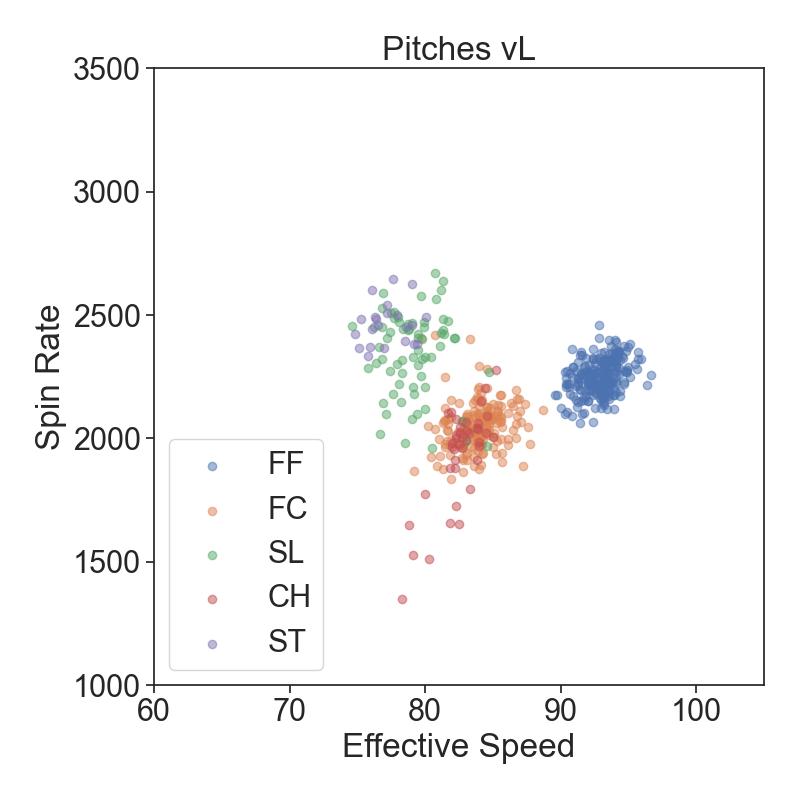 Pitches vL
3500
3000
2500
2000
1500
1000
Spin Rate
FF
FC
SL
CH
ST
60 70 80 90 100
Effective Speed